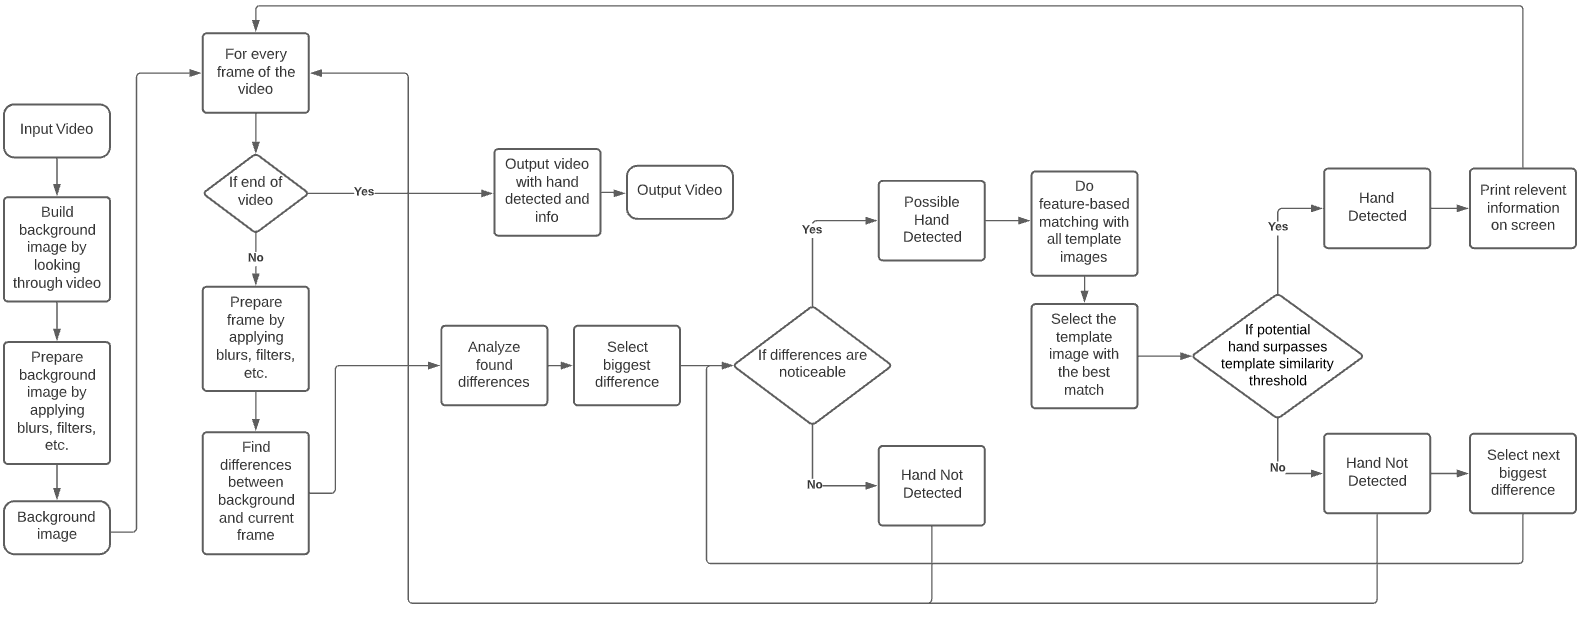 Input Video
Build
background
image by
looking
through video
Prepare
background
image by
applying
blurs, filters,
etc.
Background
image
For every
frame of the
video
If end of
video
Yes
No
Output video
with hand
detected and
info
Output Video
Prepare
frame by
applying
blurs, filters,
etc.
Find
differences
between
background
and current
frame
Analyze
found
differences
Select
biggest
difference
If differences are
noticeable
Yes
No
Possible
Hand
Detected
Hand Not
Detected
Do
feature-based
matching with
all template
images
Select the
template
image with
the best
match
If potential
hand surpasses
template similarity
threshold
Yes
No
Hand
Detected
Print relevent
information
on screen
Hand Not
Detected
Select next
biggest
difference